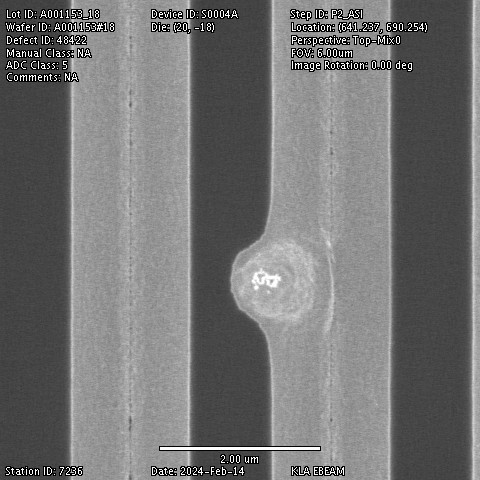 Lot ID: A001153_18 Device ID: S0004A Step ID: P2_ASI
Wafer ID: A001153#18 Die: (20, -18) Location: (641.237, 690.254)
Defect ID: 48422 Perspective: Top-Mix0
Manual Class: NA FOV: 6.00um
ADC Class: 5 Image Rotation: 0.00 deg
Comments: NA
2.00 um
Station ID: 7236 Date: 2024-Feb-14 KLA EBEAM